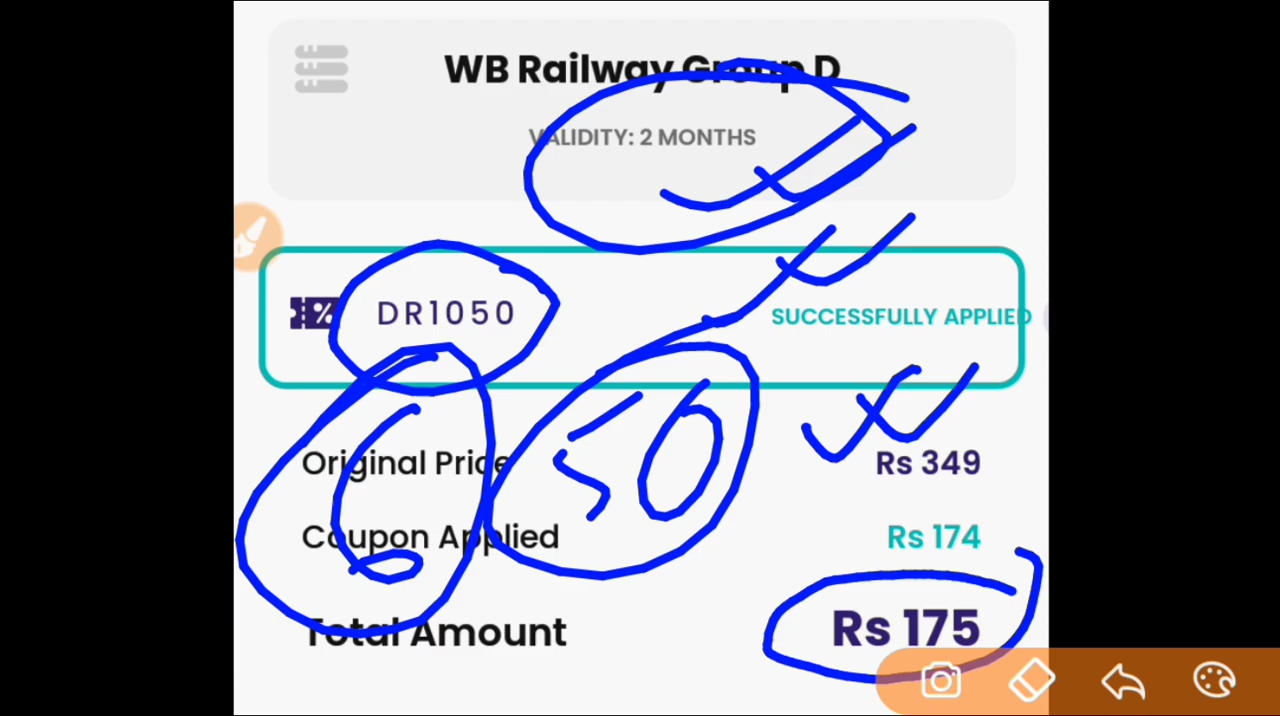 WB Railway Group D
VALIDITY: 2 MONTHS
DR1050
SUCCESSFULLY APPLIED
Original Price Rs 349
Coupon Applied Rs 174
Total Amount Rs 175
50